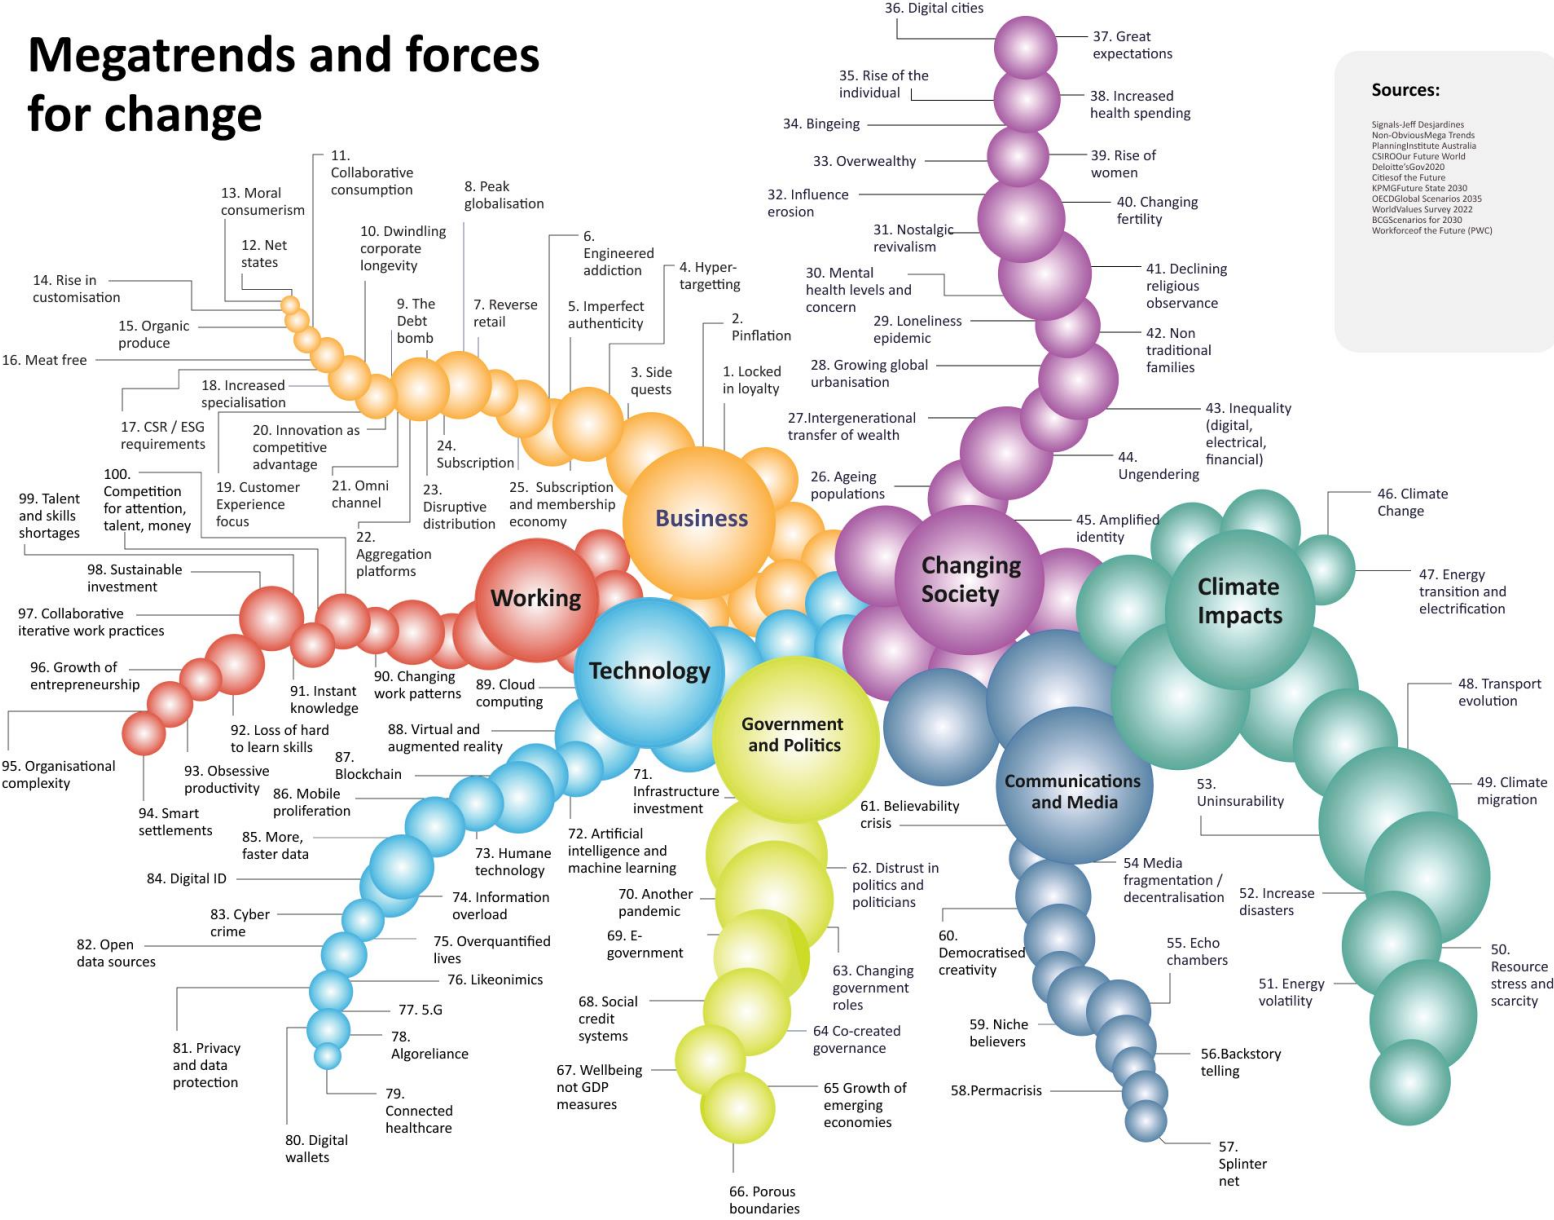 Megatrends and forces
for change
Sources:
Signals-Jeff Desjardines
Non-ObviousMega Trends
PlanningInstitute Australia
CSIROOur Future World
Deloitte'sGov2020
Citiesof the Future
KPMGFuture State 2030
OECDGlobal Scenarios 2035
WorldValues Survey 2022
BCGScenarios for 2030
Workforceof the Future (PWC)
Business
1. Locked
in loyalty
2.
Pinflation
3. Side
quests
4. Hyper-
targetting
5. Imperfect
authenticity
6.
Engineered
addiction
7. Reverse
retail
8. Peak
globalisation
9. The
Debt
bomb
10. Dwindling
corporate
longevity
11.
Collaborative
consumption
12. Net
states
13. Moral
consumerism
14. Rise in
customisation
15. Organic
produce
16. Meat free
17. CSR / ESG
requirements
18. Increased
specialisation
19. Customer
Experience
focus
20. Innovation as
competitive
advantage
21. Omni
channel
22.
Aggregation
platforms
23.
Disruptive
distribution
24.
Subscription
25. Subscription
and membership
economy
Changing
Society
26. Ageing
populations
27.Intergenerational
transfer of wealth
28. Growing global
urbanisation
29. Loneliness
epidemic
30. Mental
health levels and
concern
31. Nostalgic
revivalism
32. Influence
erosion
33. Overwealthy
34. Bingeing
35. Rise of the
individual
36. Digital cities
37. Great
expectations
38. Increased
health spending
39. Rise of
women
40. Changing
fertility
41. Declining
religious
observance
42. Non
traditional
families
43. Inequality
(digital,
electrical,
financial)
44.
Ungendering
45. Amplified
identity
Climate
Impacts
46. Climate
Change
47. Energy
transition and
electrification
48. Transport
evolution
49. Climate
migration
50.
Resource
stress and
scarcity
51. Energy
volatility
52. Increase
disasters
53.
Uninsurability
Communications
and Media
54 Media
fragmentation /
decentralisation
55. Echo
chambers
56.Backstory
telling
57.
Splinter
net
58.Permacrisis
59. Niche
believers
60.
Democratised
creativity
61. Believability
crisis
Government
and Politics
62. Distrust in
politics and
politicians
63. Changing
government
roles
64 Co-created
governance
65 Growth of
emerging
economies
66. Porous
boundaries
67. Wellbeing
not GDP
measures
68. Social
credit
systems
69. E-
government
70. Another
pandemic
71.
Infrastructure
investment
Technology
72. Artificial
intelligence and
machine learning
73. Humane
technology
74. Information
overload
75. Overquantified
lives
76. Likeonimics
77. 5.G
78.
Algoreliance
79.
Connected
healthcare
80. Digital
wallets
81. Privacy
and data
protection
82. Open
data sources
83. Cyber
crime
84. Digital ID
85. More,
faster data
86. Mobile
proliferation
87.
Blockchain
88. Virtual and
augmented reality
89. Cloud
computing
Working
90. Changing
work patterns
91. Instant
knowledge
92. Loss of hard
to learn skills
93. Obsessive
productivity
94. Smart
settlements
95. Organisational
complexity
96. Growth of
entrepreneurship
97. Collaborative
iterative work practices
98. Sustainable
investment
99. Talent
and skills
shortages
100.
Competition
for attention,
talent, money